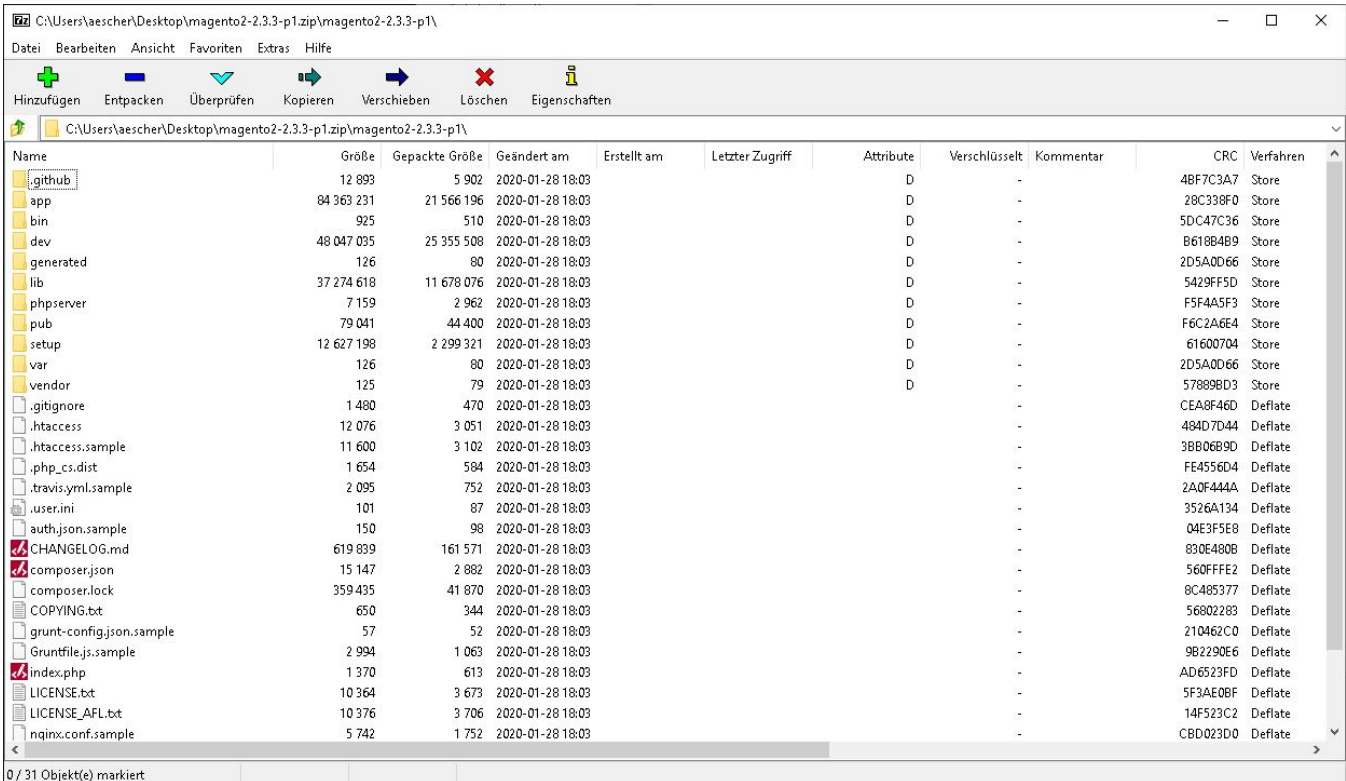 C:\Users\aescher\Desktop\magento2-2.3.3-p1.zip\magento2-2.3.3-p1\
Datei Bearbeiten Ansicht Favoriten Extras Hilfe
Hinzufügen Entpacken Überprüfen Kopieren Verschieben Löschen Eigenschaften
C:\Users\aescher\Desktop\magento2-2.3.3-p1.zip\magento2-2.3.3-p1\
Name Größe Gepackte Größe Geändert am Erstellt am Letzter Zugriff Attribute Verschlüsselt Kommentar CRC Verfahren
.github 12 893 5 902 2020-01-28 18:03 D - 4BF7C3A7 Store
app 84 363 231 21 566 196 2020-01-28 18:03 D - 28C338F0 Store
bin 925 510 2020-01-28 18:03 D - 5DC47C36 Store
dev 48 047 035 25 355 508 2020-01-28 18:03 D - B618B4B9 Store
generated 126 80 2020-01-28 18:03 D - 2D5A0D66 Store
lib 37 274 618 11 678 076 2020-01-28 18:03 D - 5429FF5D Store
phpserver 7 159 2 962 2020-01-28 18:03 D - F5F4A5F3 Store
pub 79 041 44 400 2020-01-28 18:03 D - F6C2A6E4 Store
setup 12 627 198 2 299 321 2020-01-28 18:03 D - 61600704 Store
var 126 80 2020-01-28 18:03 D - 2D5A0D66 Store
vendor 125 79 2020-01-28 18:03 D - 57889BD3 Store
.gitignore 1 480 470 2020-01-28 18:03 - CEA8F46D Deflate
.htaccess 12 076 3 051 2020-01-28 18:03 - 484D7D44 Deflate
.htaccess.sample 11 600 3 102 2020-01-28 18:03 - 3BB06B9D Deflate
.php_cs.dist 1 654 584 2020-01-28 18:03 - FE4556D4 Deflate
.travis.yml.sample 2 095 752 2020-01-28 18:03 - 2A0F444A Deflate
.user.ini 101 87 2020-01-28 18:03 - 3526A134 Deflate
auth.json.sample 150 98 2020-01-28 18:03 - 04E3F5E8 Deflate
CHANGELOG.md 619 839 161 571 2020-01-28 18:03 - 830E480B Deflate
composer.json 15 147 2 882 2020-01-28 18:03 - 560FFFE2 Deflate
composer.lock 359 435 41 870 2020-01-28 18:03 - 8C485377 Deflate
COPYING.txt 650 344 2020-01-28 18:03 - 56802283 Deflate
grunt-config.json.sample 57 52 2020-01-28 18:03 - 210462C0 Deflate
Gruntfile.js.sample 2 994 1 063 2020-01-28 18:03 - 9B2290E6 Deflate
index.php 1 370 613 2020-01-28 18:03 - AD6523FD Deflate
LICENSE.txt 10 364 3 673 2020-01-28 18:03 - 5F3AE0BF Deflate
LICENSE_AFL.txt 10 376 3 706 2020-01-28 18:03 - 14F523C2 Deflate
nginx.conf.sample 5 742 1 752 2020-01-28 18:03 - CBD023D0 Deflate
0 / 31 Objekt(e) markiert